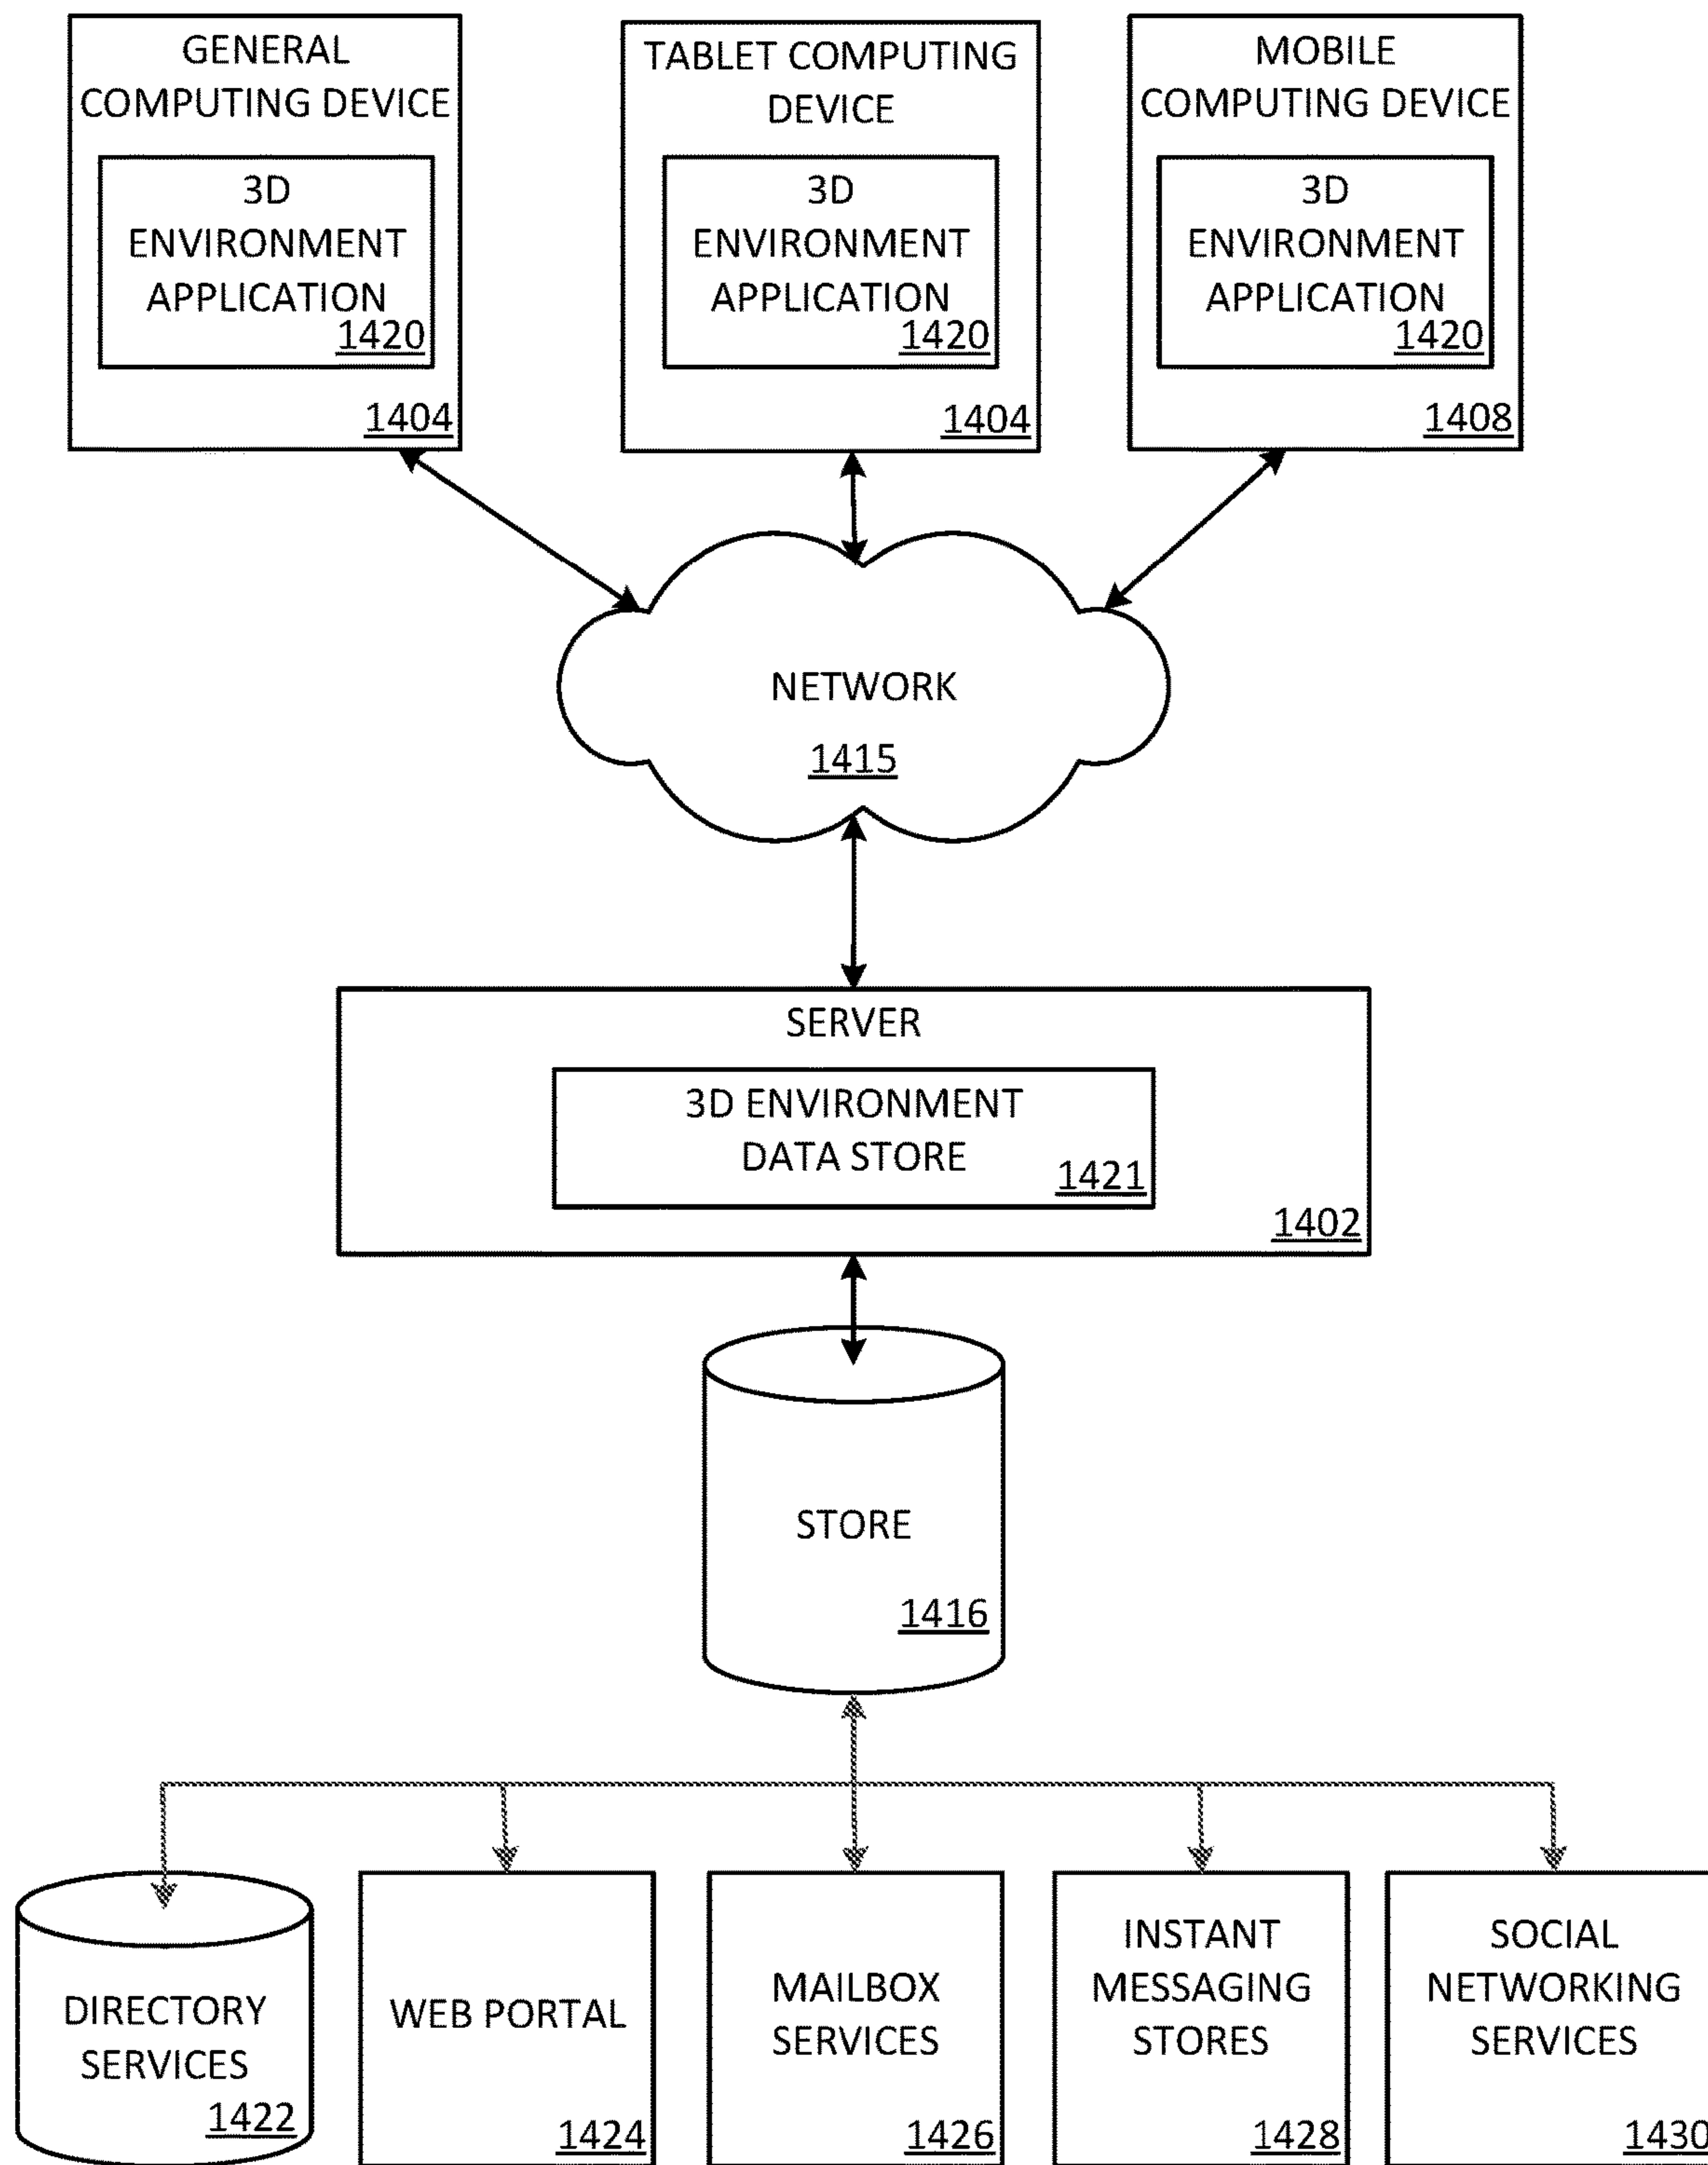 GENERAL
COMPUTING DEVICE
3D
ENVIRONMENT
APPLICATION
1420
1404
TABLET COMPUTING
DEVICE
3D
ENVIRONMENT
APPLICATION
1420
1404
MOBILE
COMPUTING DEVICE
3D
ENVIRONMENT
APPLICATION
1420
1408
NETWORK
1415
SERVER
3D ENVIRONMENT
DATA STORE
1421
1402
STORE
1416
DIRECTORY
SERVICES
1422
WEB PORTAL
1424
MAILBOX
SERVICES
1426
INSTANT
MESSAGING
STORES
1428
SOCIAL
NETWORKING
SERVICES
1430